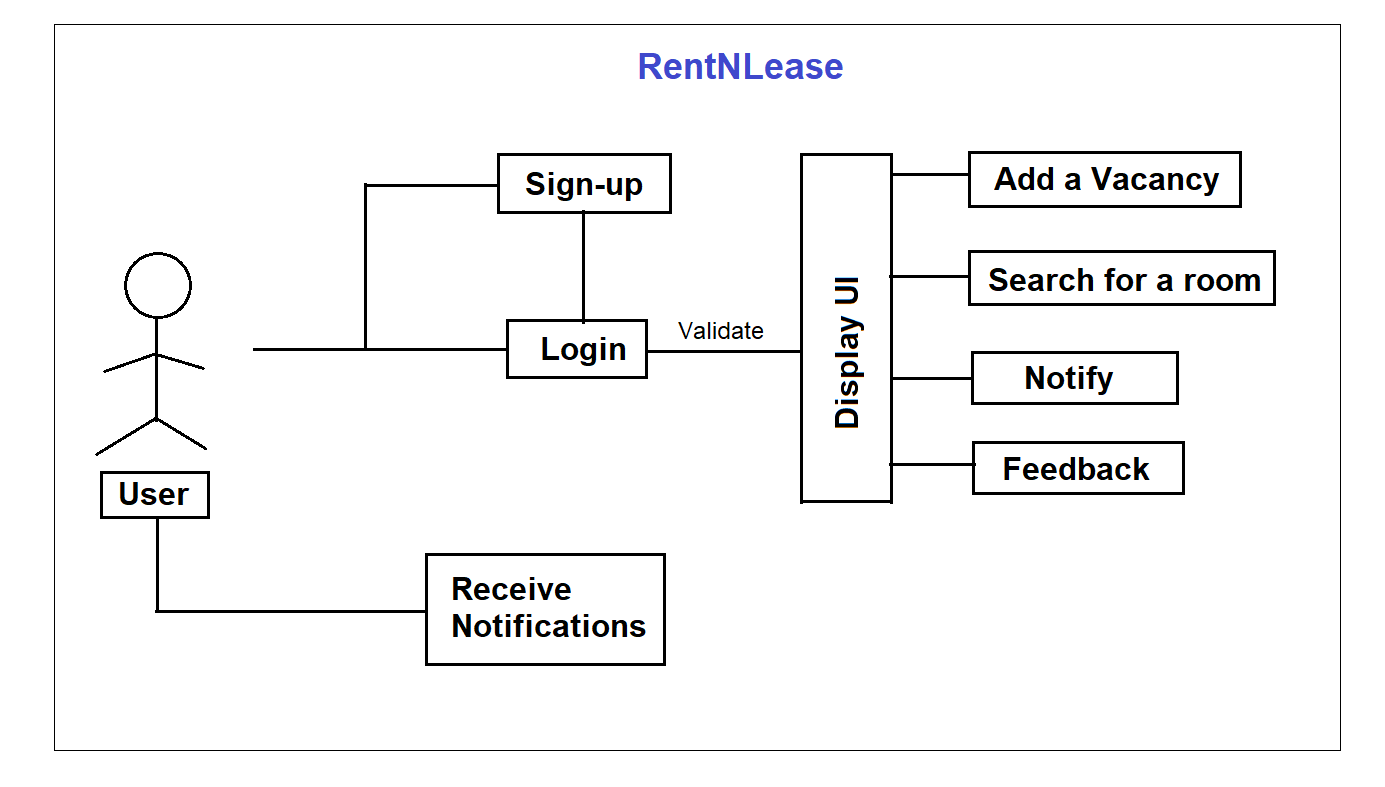 RentNLease
Sign-up
Add a Vacancy
Search for a room
Login
Validate
Display UI
Notify
Feedback
User
Receive
Notifications